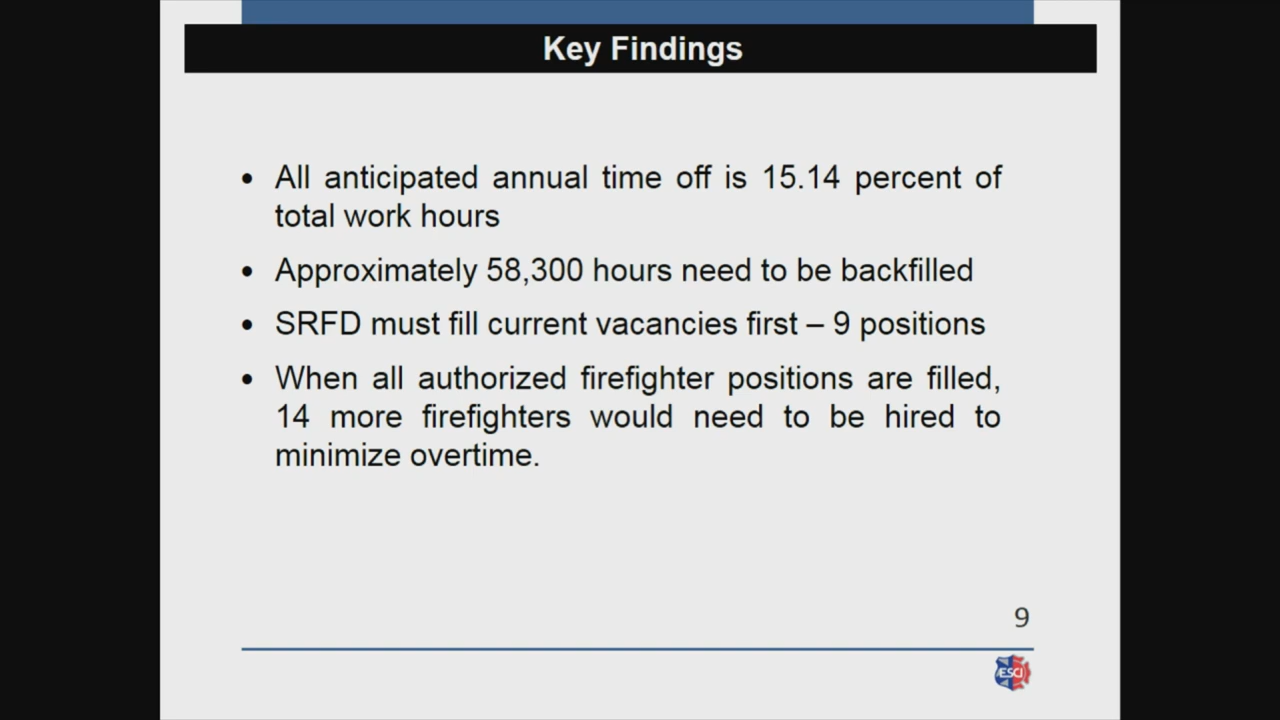 Key Findings
• All anticipated annual time off is 15.14 percent of
total work hours
• Approximately 58,300 hours need to be backfilled
• SRFD must fill current vacancies first – 9 positions
• When all authorized firefighter positions are filled,
14 more firefighters would need to be hired to
minimize overtime.
9
ESCI